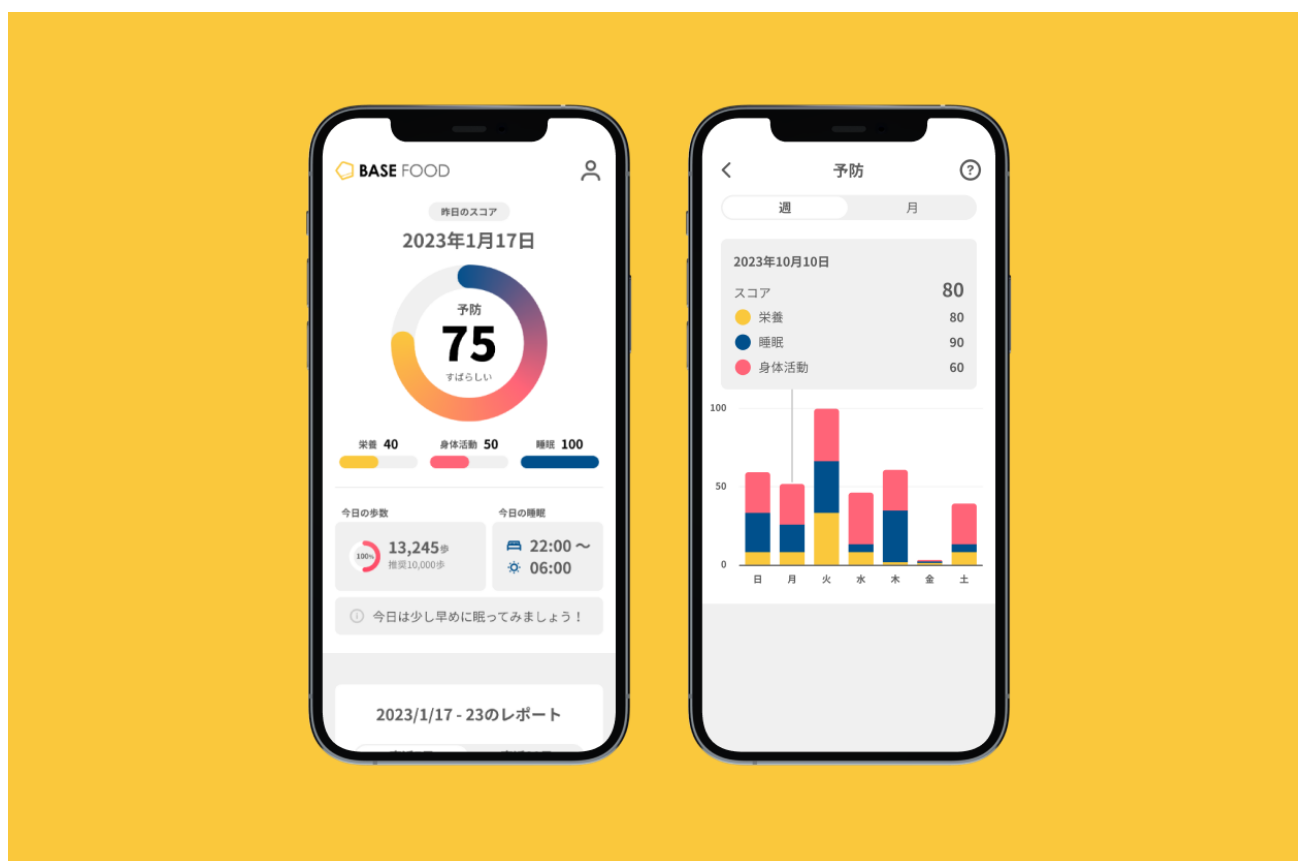 BASE FOOD
昨日のスコア
2023年1月17日
予防
75
すばらしい
栄養 40
身体活動 50
睡眠 100
今日の歩数
今日の睡眠
100%
13,245歩
推奨10,000歩
22:00 〜
06:00
今日は少し早めに眠ってみましょう！
2023/1/17 - 23のレポート
予防
?
週
月
2023年10月10日
スコア 80
栄養 80
睡眠 90
身体活動 60
100
50
0
日 月 火 水 木 金 土